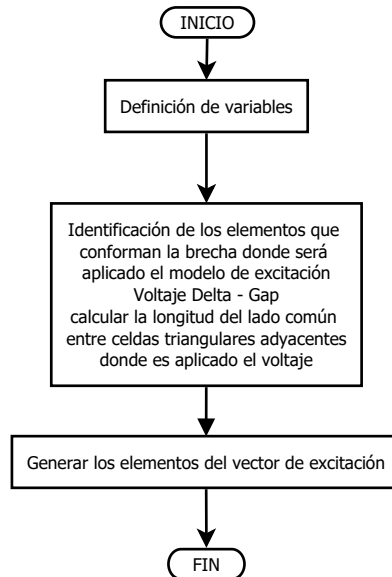 INICIO
Definición de variables
Identificación de los elementos que
conforman la brecha donde será
aplicado el modelo de excitación
Voltaje Delta - Gap
calcular la longitud del lado común
entre celdas triangulares adyacentes
donde es aplicado el voltaje
Generar los elementos del vector de excitación
FIN